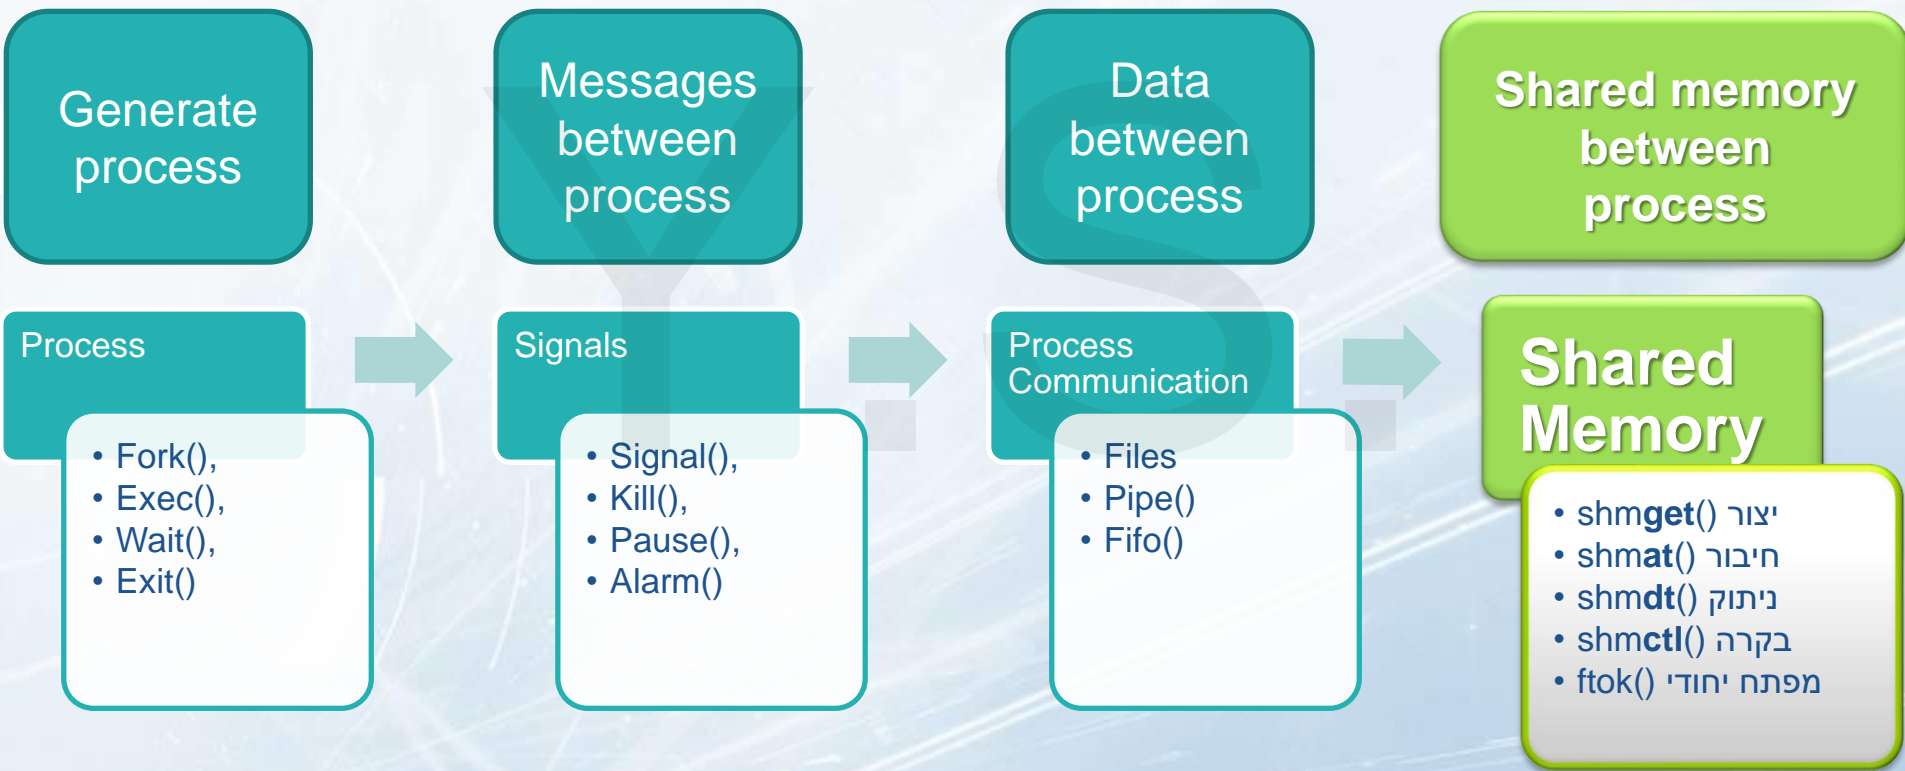 Generate
process
Messages
between
process
Data
between
process
Shared memory
between
process
Process
• Fork(),
• Exec(),
• Wait(),
• Exit()
Signals
• Signal(),
• Kill(),
• Pause(),
• Alarm()
Process
Communication
• Files
• Pipe()
• Fifo()
Shared
Memory
• shmget() יצור
• shmat() חיבור
• shmdt() ניתוק
• shmctl() בקרה
• ftok() מפתח יחודי
Y.S.